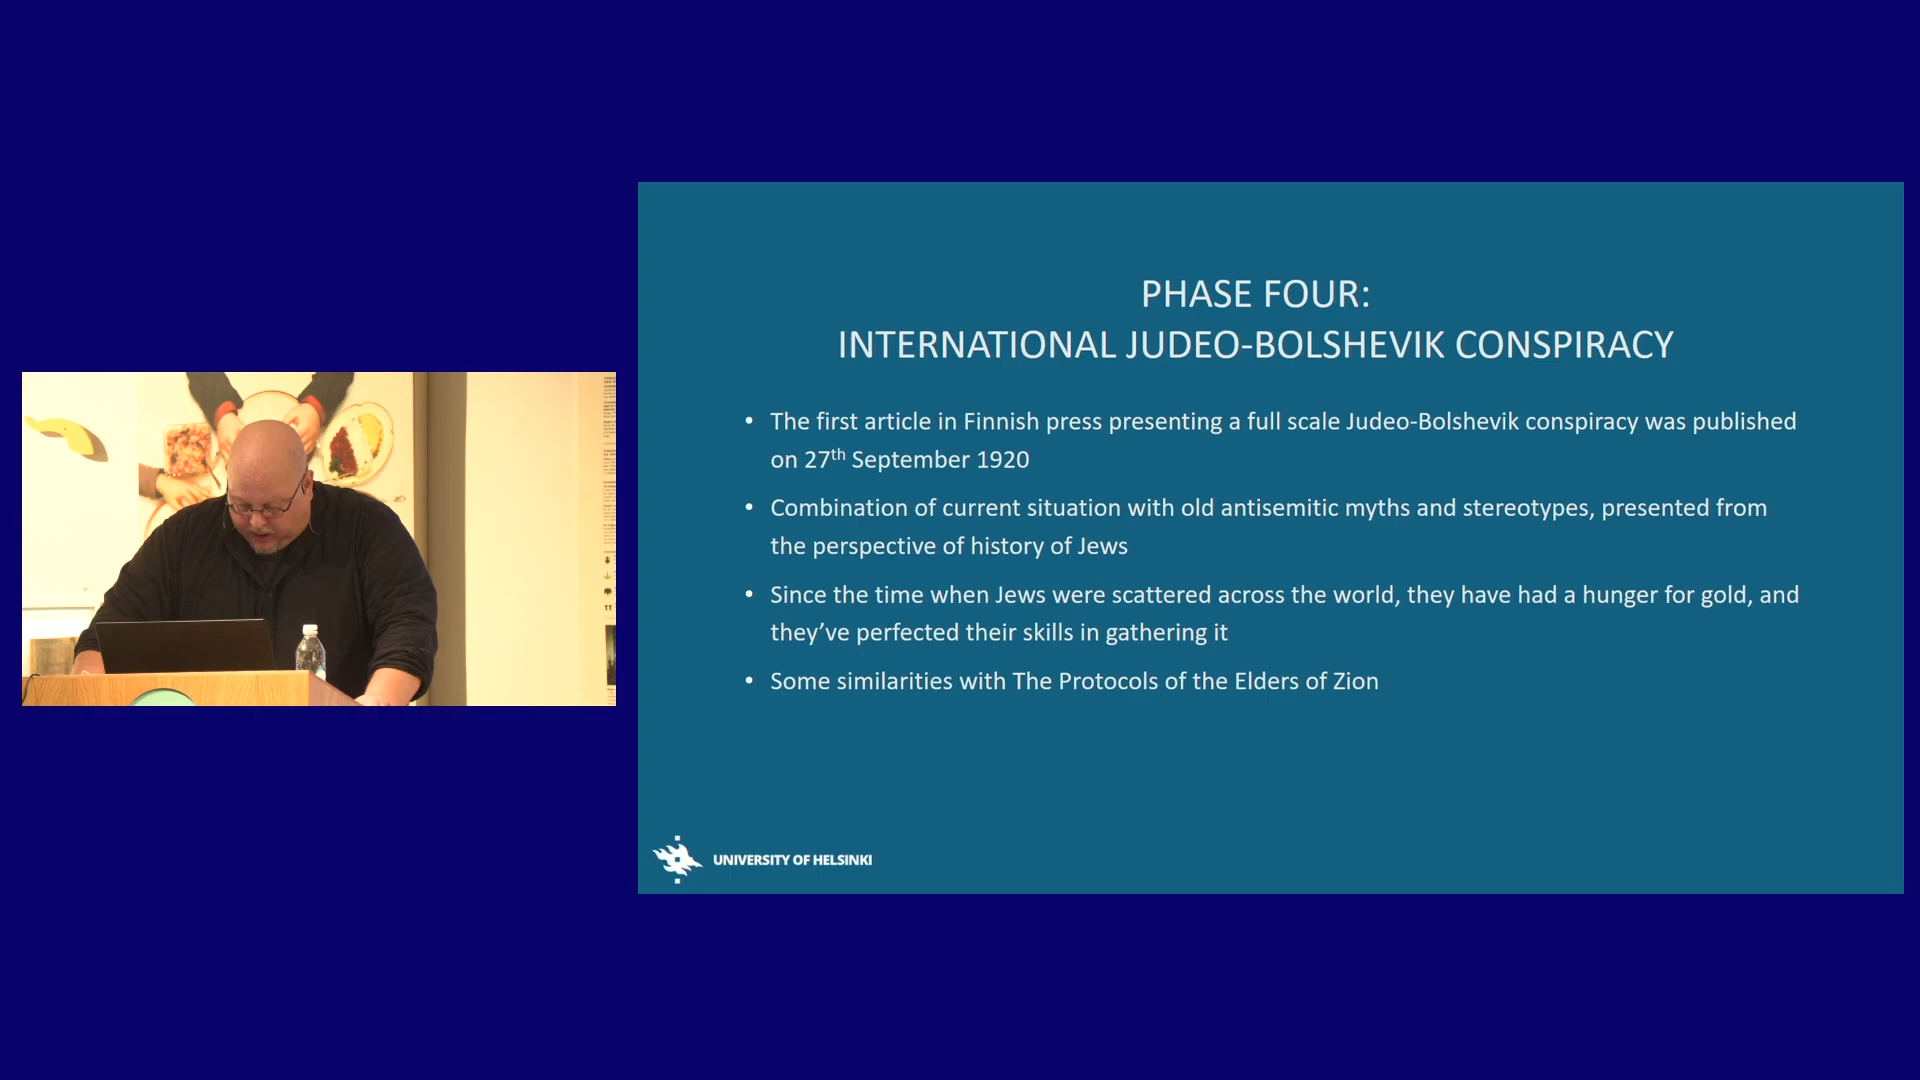 PHASE FOUR:
INTERNATIONAL JUDEO-BOLSHEVIK CONSPIRACY
• The first article in Finnish press presenting a full scale Judeo-Bolshevik conspiracy was published
on 27th September 1920
• Combination of current situation with old antisemitic myths and stereotypes, presented from
the perspective of history of Jews
• Since the time when Jews were scattered across the world, they have had a hunger for gold, and
they’ve perfected their skills in gathering it
• Some similarities with The Protocols of the Elders of Zion
UNIVERSITY OF HELSINKI